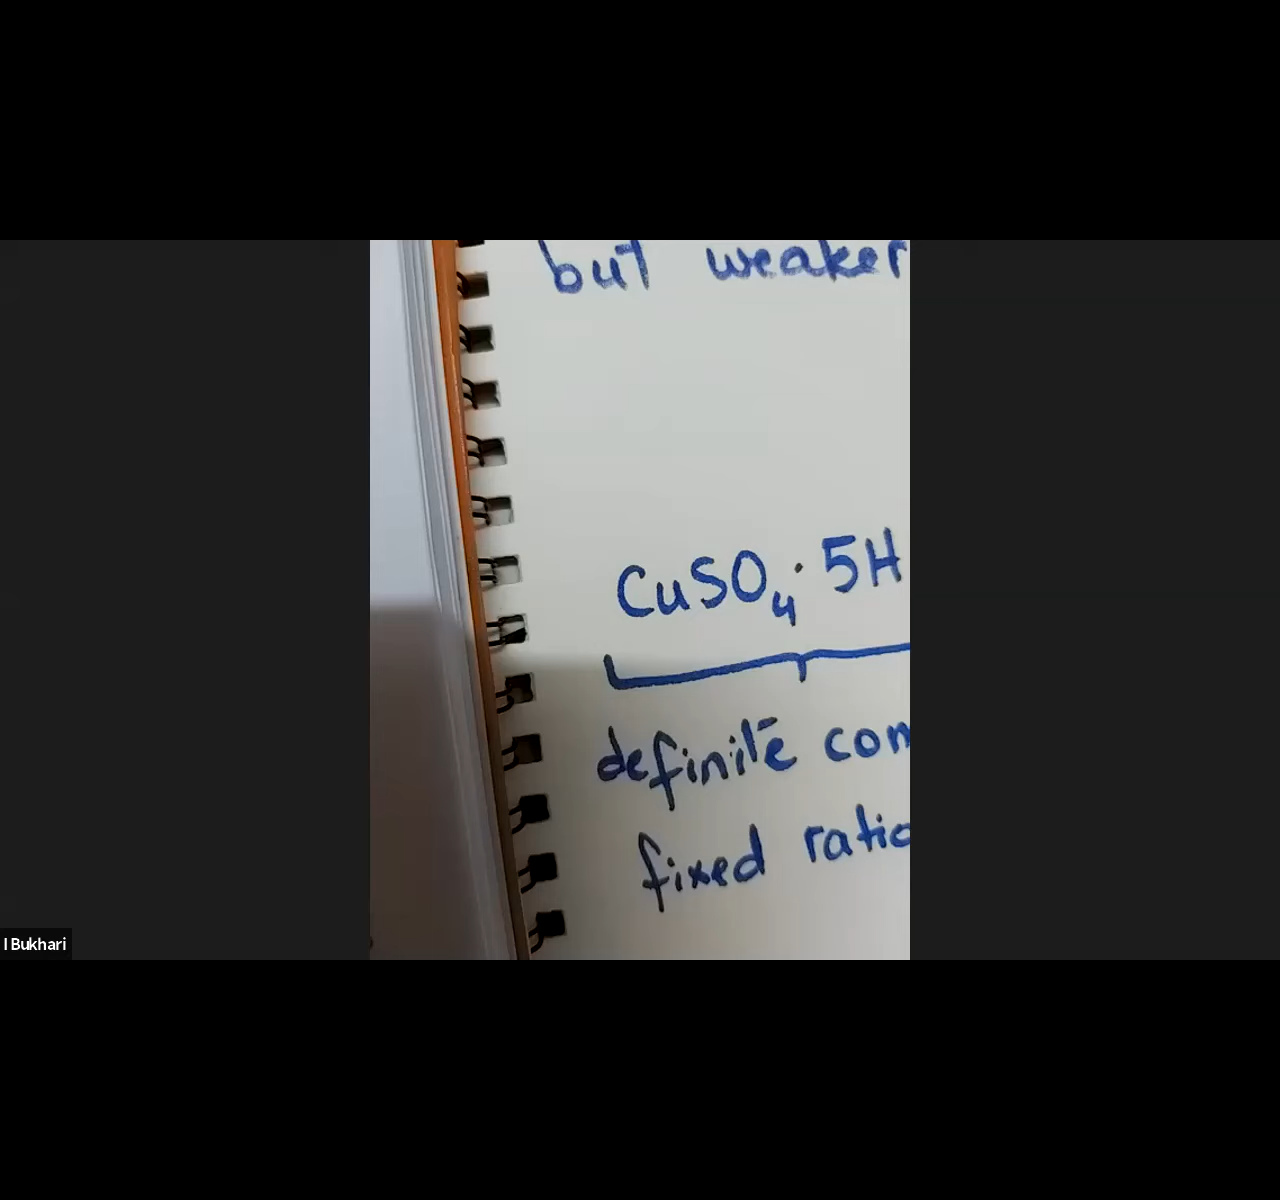 but weaker
CuSO₄·5H
definite com
fixed ratio
I Bukhari